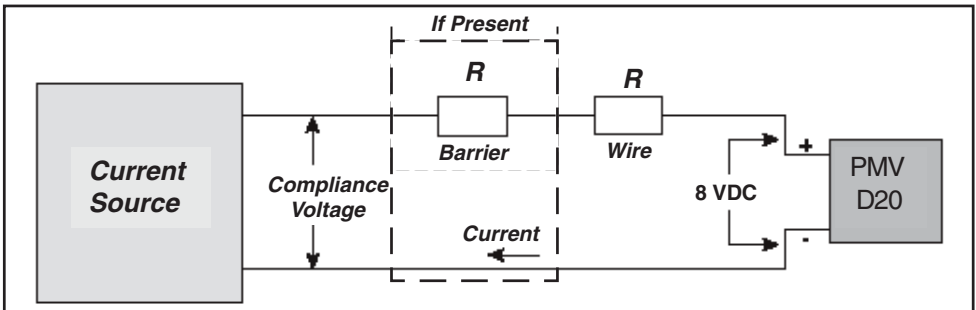 If Present
R
R
Barrier
Wire
Current
Source
Compliance
Voltage
Current
8 VDC
+
-
PMV
D20